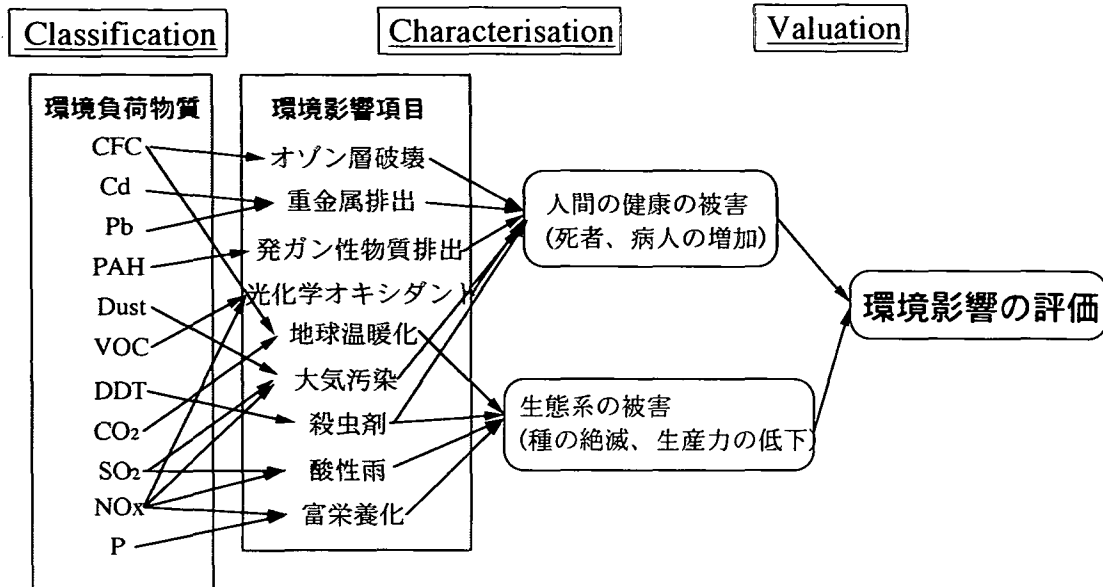 Classification
Characterisation
Valuation
環境負荷物質
CFC
Cd
Pb
PAH
Dust
VOC
DDT
CO2
SO2
NOx
P
環境影響項目
オゾン層破壊
重金属排出
発ガン性物質排出
光化学オキシダント
地球温暖化
大気汚染
殺虫剤
酸性雨
富栄養化
人間の健康の被害
(死者、病人の増加)
生態系の被害
(種の絶滅、生産力の低下)
環境影響の評価